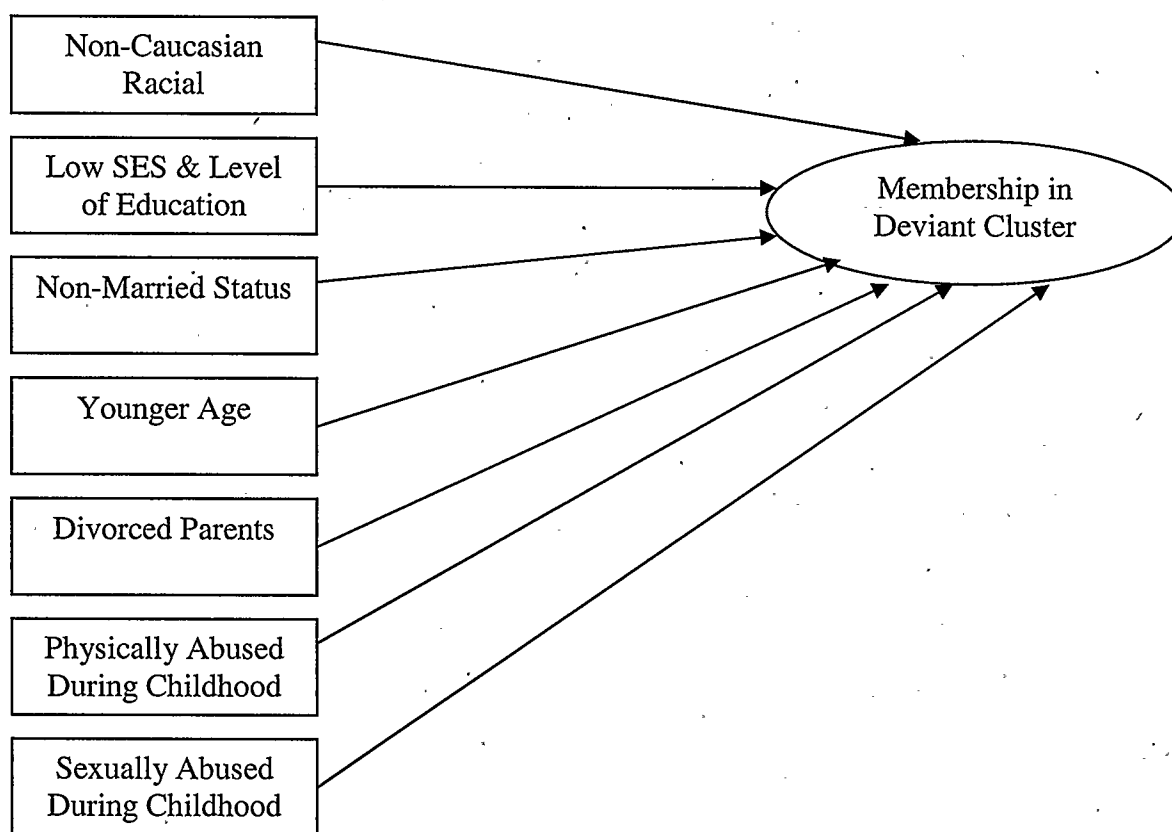 Non-Caucasian
Racial
Low SES & Level
of Education
Non-Married Status
Younger Age
Divorced Parents
Physically Abused
During Childhood
Sexually Abused
During Childhood
Membership in
Deviant Cluster